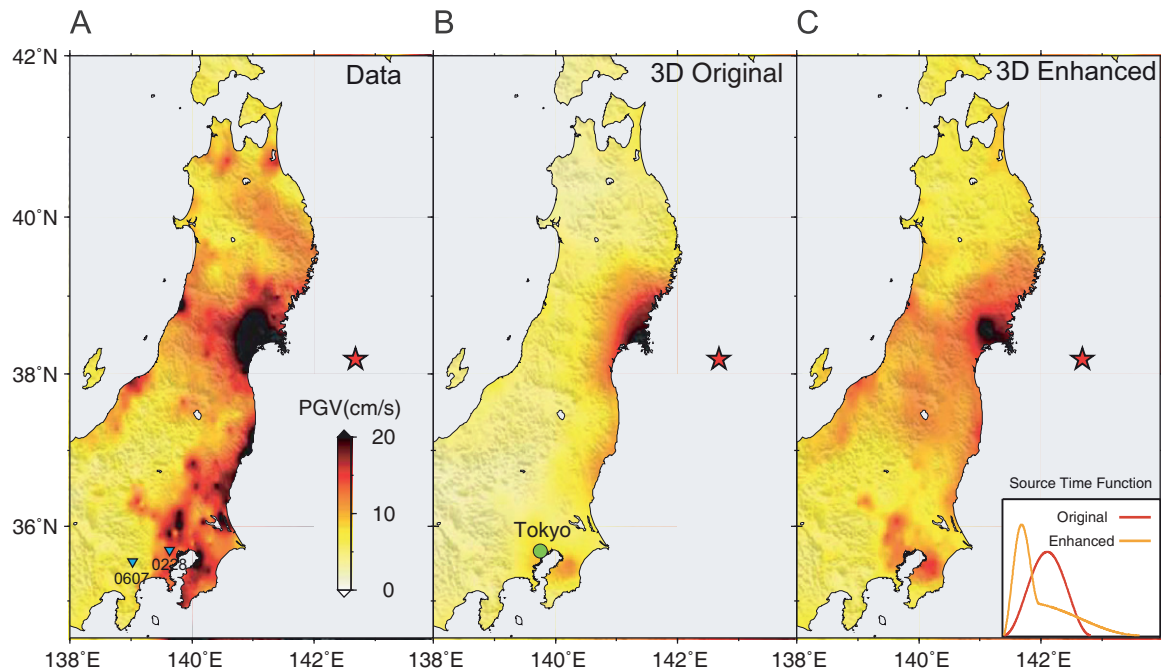 A
B
C
42˚N
40˚N
38˚N
36˚N
Data
3D Original
3D Enhanced
PGV(cm/s)
20
10
0
0228
0607
Tokyo
Source Time Function
Original
Enhanced
138˚E
140˚E
142˚E
138˚E
140˚E
142˚E
138˚E
140˚E
142˚E